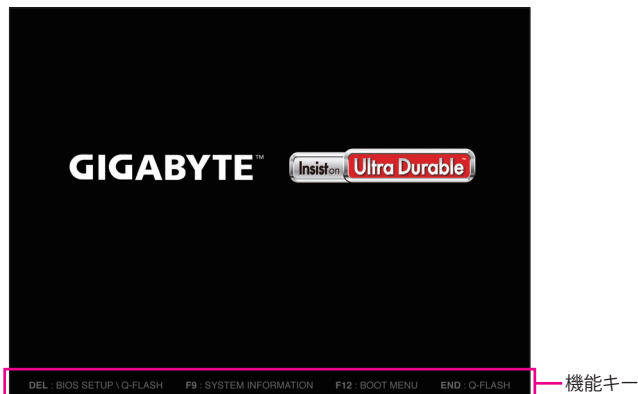 GIGABYTE™ Insist on Ultra Durable™
DEL : BIOS SETUP \ Q-FLASH F9 : SYSTEM INFORMATION F12 : BOOT MENU END : Q-FLASH
機能キー